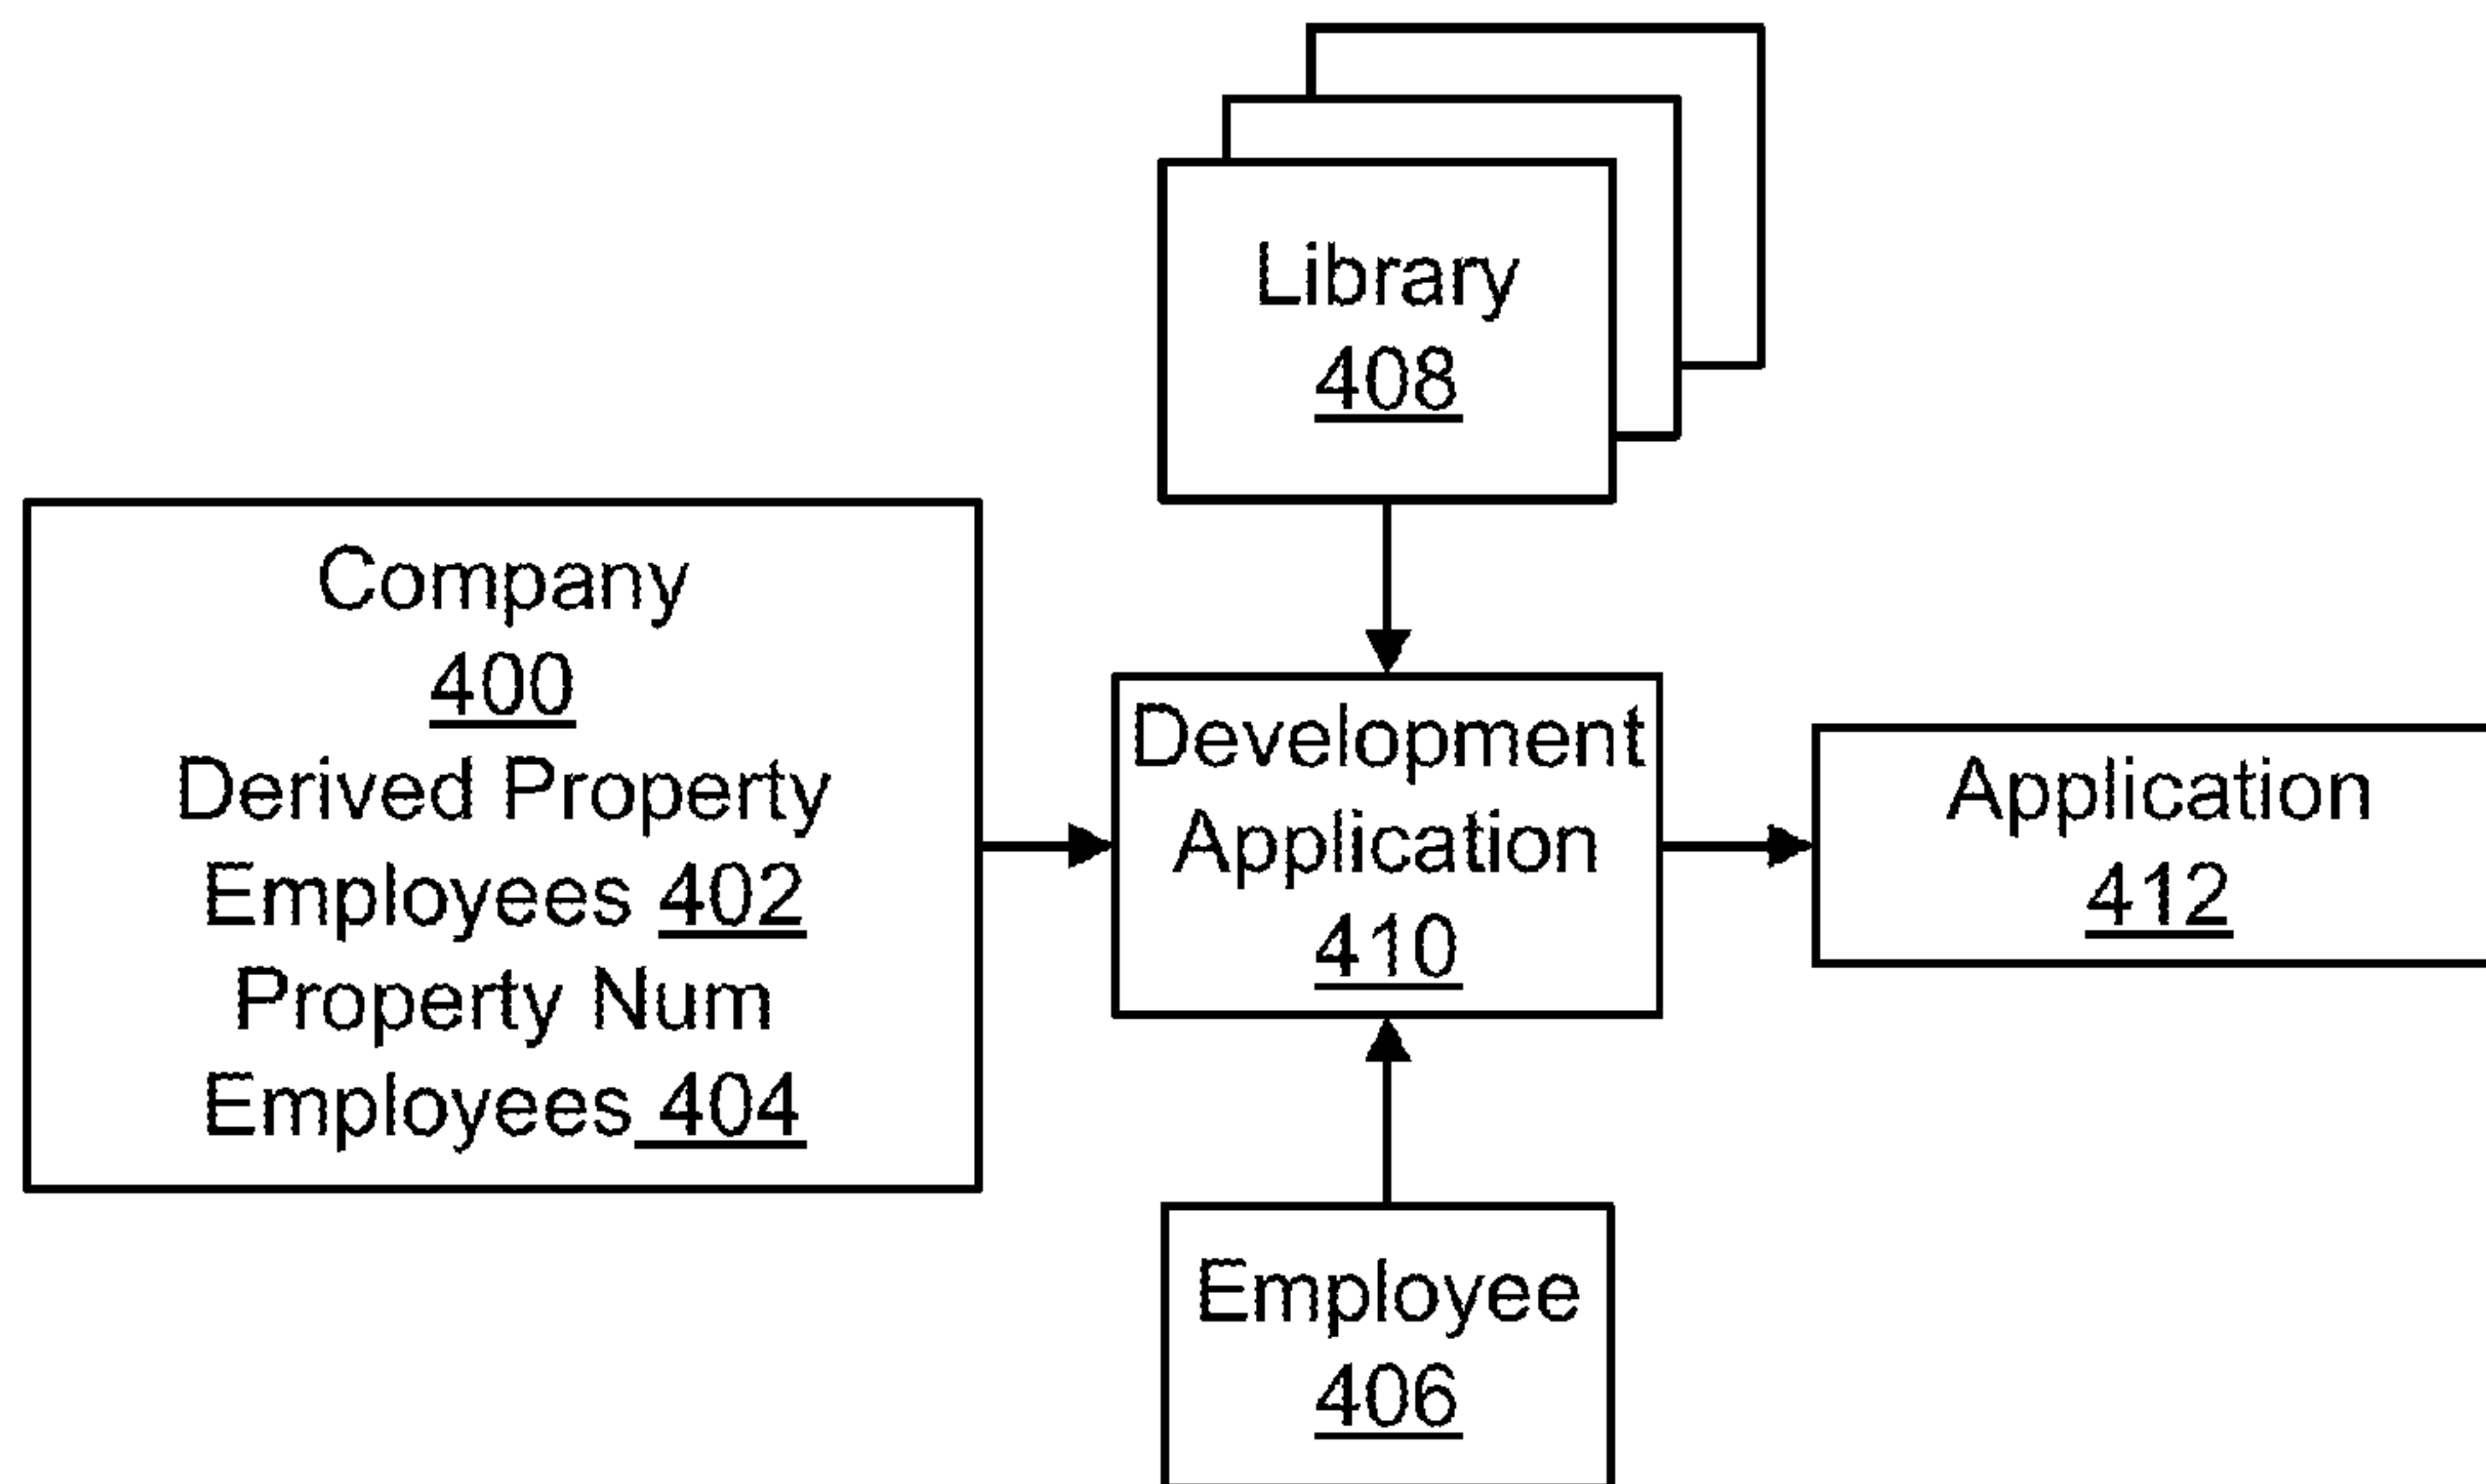 Library
408
Company
400
Derived Property
Employees 402
Property Num
Employees 404
Development
Application
410
Application
412
Employee
406